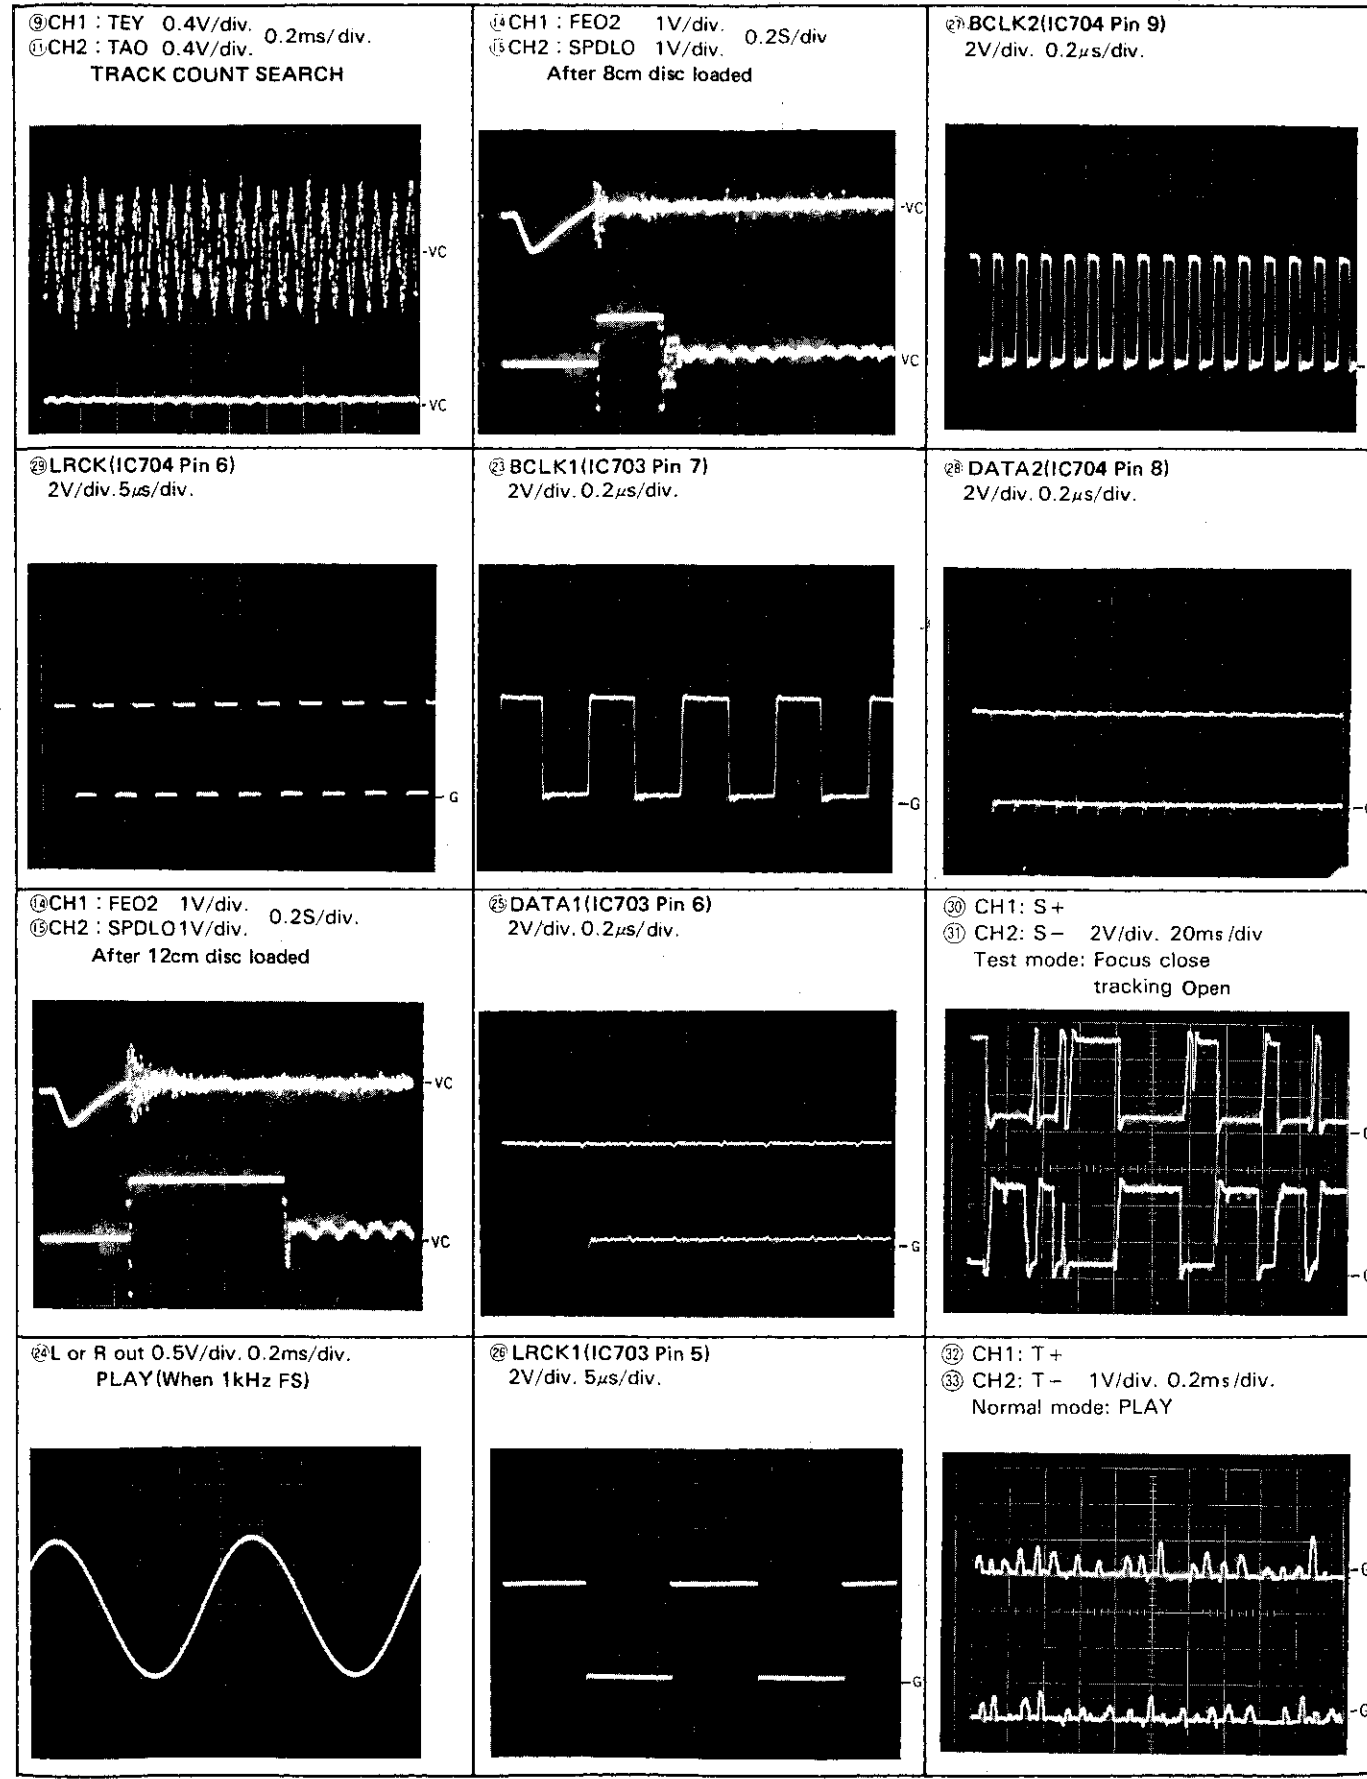 ⑨CH1 : TEY 0.4V/div. 0.2ms/div.
⑪CH2 : TAO 0.4V/div.
TRACK COUNT SEARCH
-VC
-VC
⑭CH1 : FEO2 1V/div. 0.2S/div
⑮CH2 : SPDLO 1V/div.
After 8cm disc loaded
-VC
VC
㉗BCLK2(IC704 Pin 9)
2V/div. 0.2μs/div.
㉙LRCK(IC704 Pin 6)
2V/div.5μs/div.
- G
㉓BCLK1(IC703 Pin 7)
2V/div. 0.2μs/div.
-G
㉘DATA2(IC704 Pin 8)
2V/div. 0.2μs/div.
⑭CH1 : FEO2 1V/div. 0.2S/div.
⑮CH2 : SPDLO1V/div.
After 12cm disc loaded
-VC
-VC
㉕DATA1(IC703 Pin 6)
2V/div. 0.2μs/div.
-G
㉚ CH1: S+
㉛ CH2: S− 2V/div. 20ms/div
Test mode: Focus close
tracking Open
㉔L or R out 0.5V/div. 0.2ms/div.
PLAY(When 1kHz FS)
㉖LRCK1(IC703 Pin 5)
2V/div. 5μs/div.
-G
㉜ CH1: T+
㉝ CH2: T− 1V/div. 0.2ms/div.
Normal mode: PLAY
-G
-G